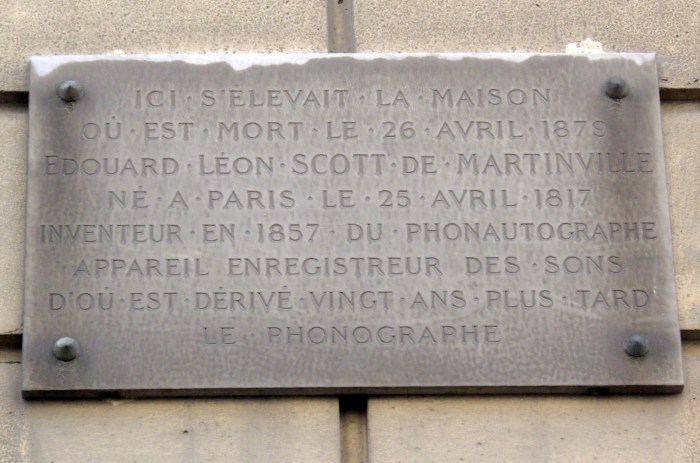 ICI · S'ÉLEVAIT · LA · MAISON
OÙ · EST · MORT · LE · 26 · AVRIL · 1879
EDOUARD · LÉON · SCOTT · DE · MARTINVILLE
NÉ · A · PARIS · LE · 25 · AVRIL · 1817
INVENTEUR · EN · 1857 · DU · PHONAUTOGRAPHE
APPAREIL ENREGISTREUR DES · SONS
D'OÙ · EST · DÉRIVÉ · VINGT · ANS · PLUS · TARD
LE · PHONOGRAPHE